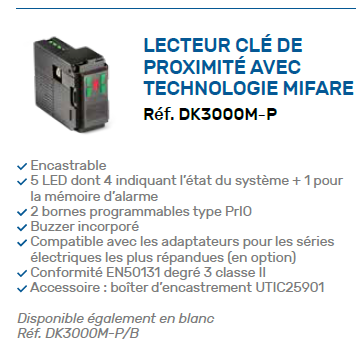 LECTEUR CLÉ DE
PROXIMITÉ AVEC
TECHNOLOGIE MIFARE
Réf. DK3000M-P
Encastrable
5 LED dont 4 indiquant l'état du système + 1 pour
la mémoire d'alarme
2 bornes programmables type PrIO
Buzzer incorporé
Compatible avec les adaptateurs pour les séries
électriques les plus répandues (en option)
Conformité EN50131 degré 3 classe II
Accessoire : boîter d'encastrement UTIC25901
Disponible également en blanc
Réf. DK3000M-P/B